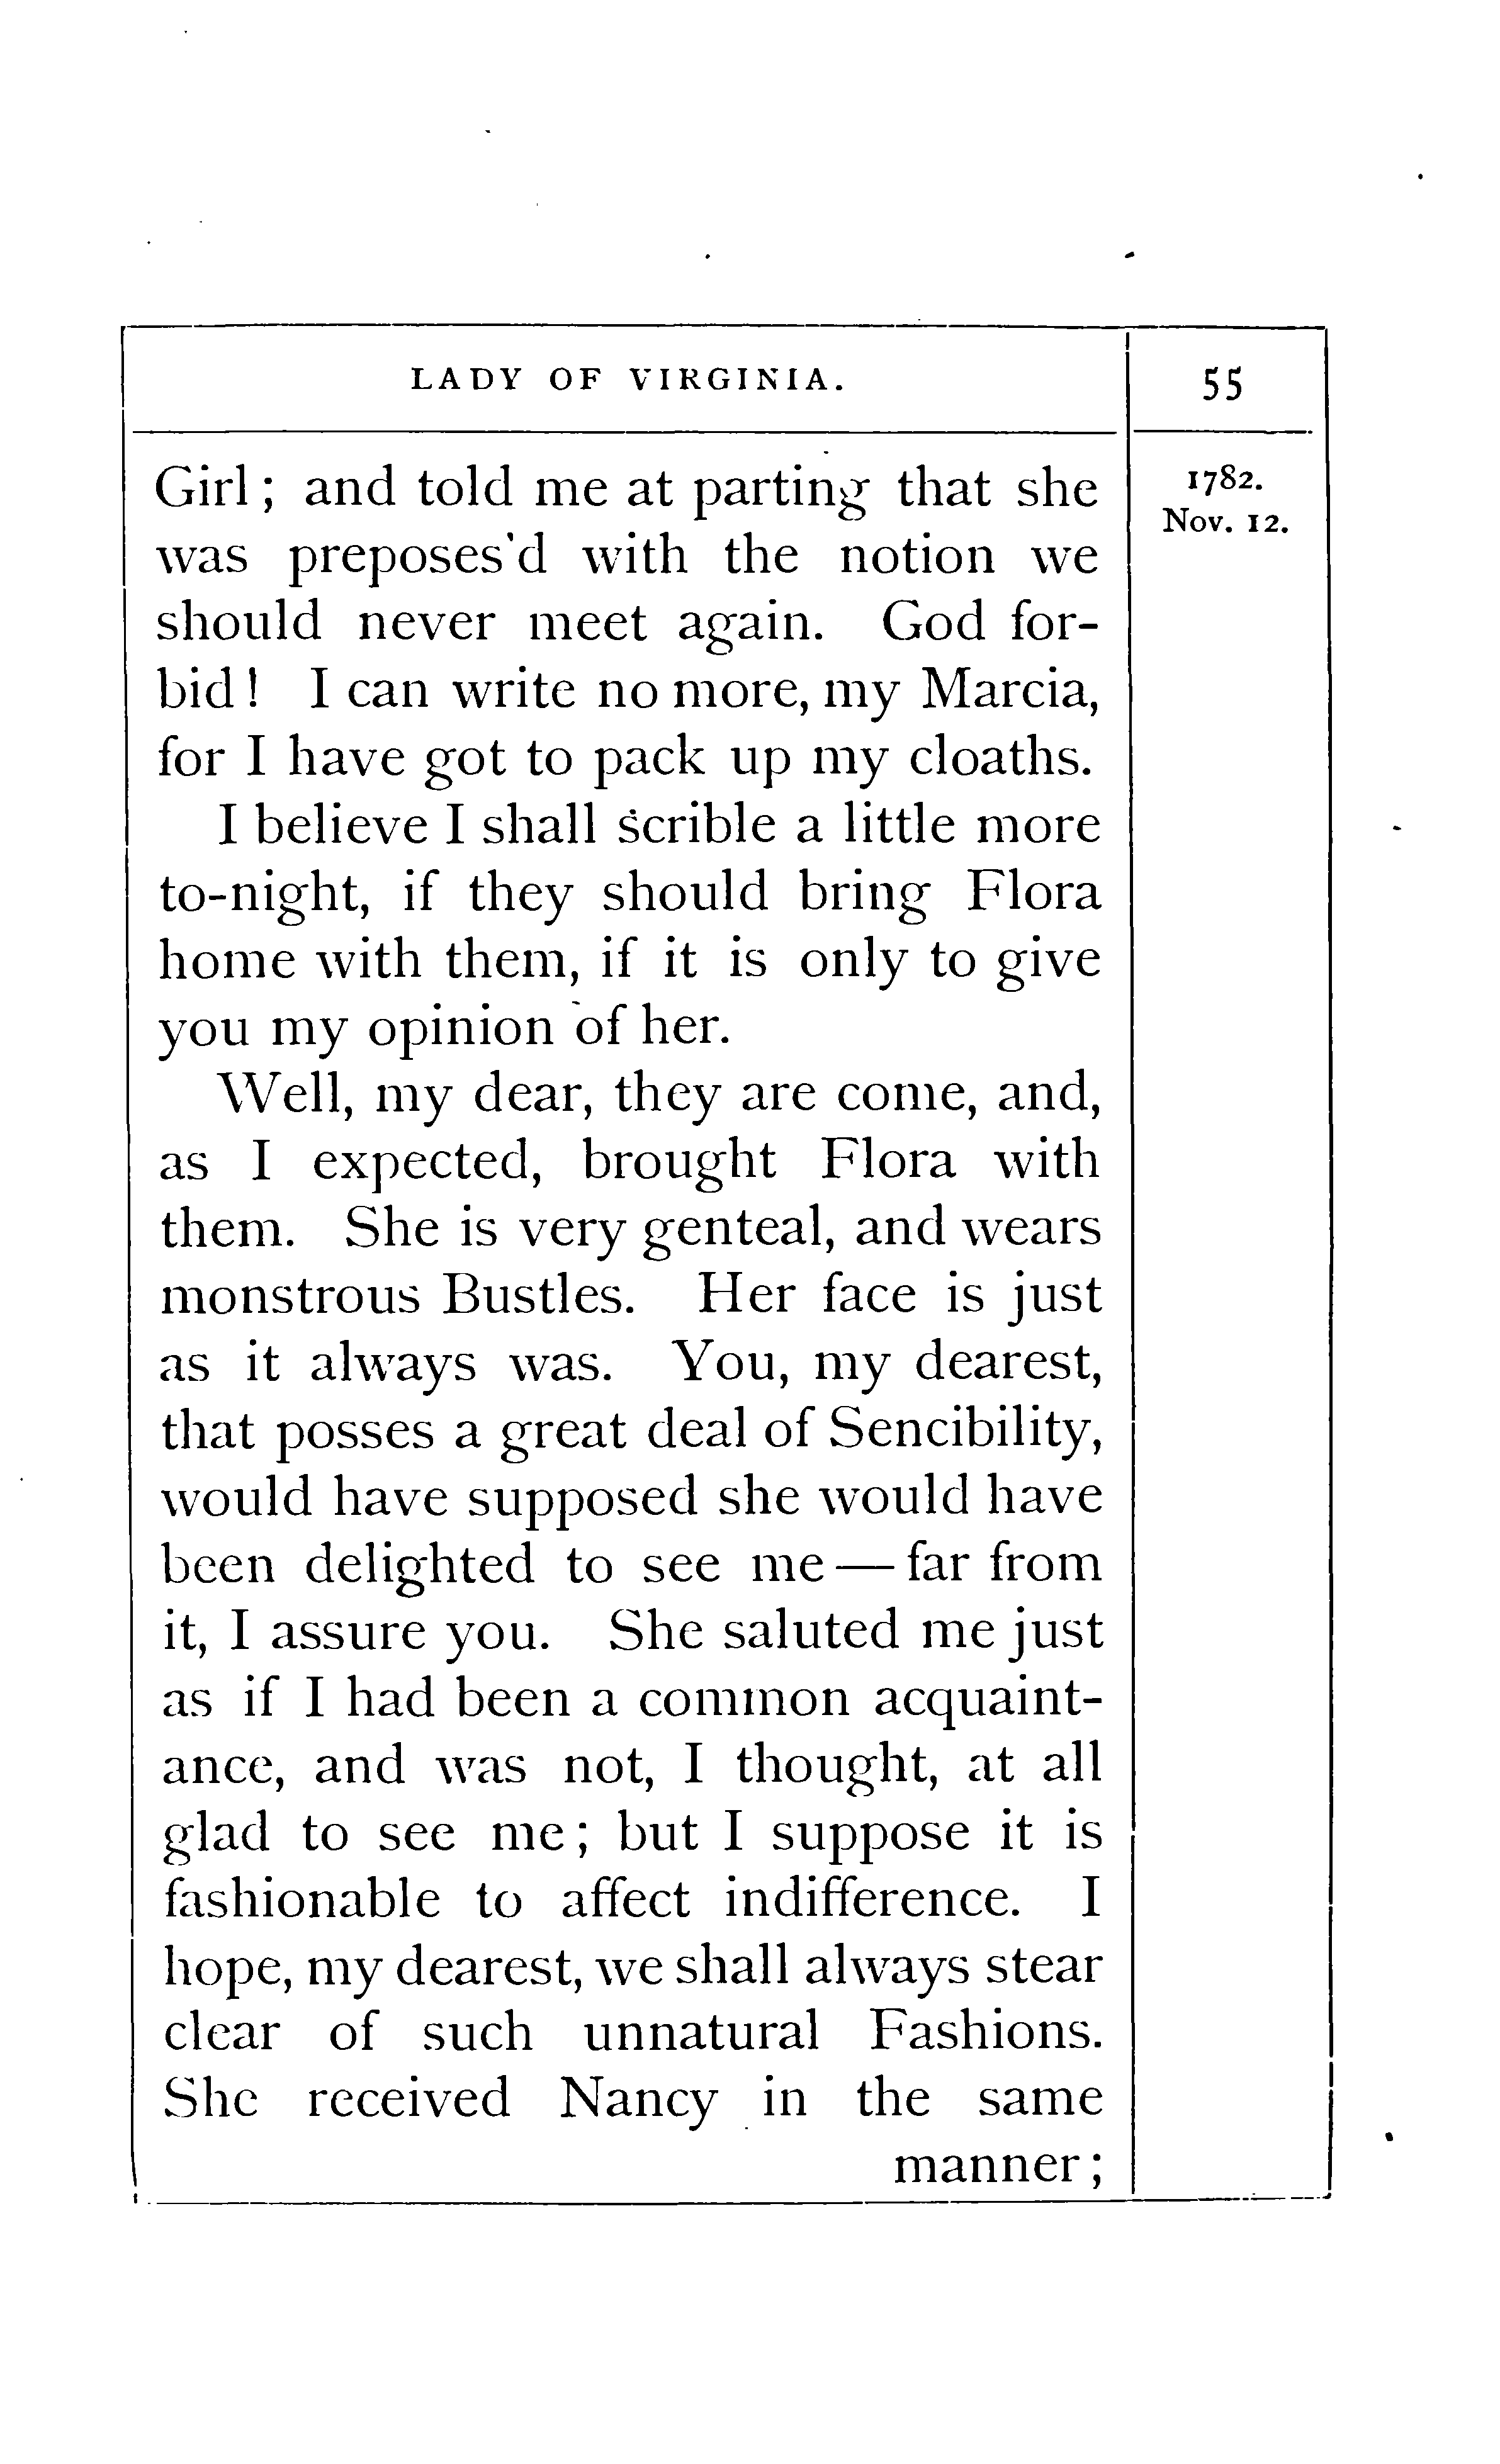 LADY OF VIRGINIA.
55
1782.
Nov. 12.
Girl; and told me at parting that she
was preposes'd with the notion we
should never meet again. God for-
bid! I can write no more, my Marcia,
for I have got to pack up my cloaths.
I believe I shall scrible a little more
to-night, if they should bring Flora
home with them, if it is only to give
you my opinion of her.
Well, my dear, they are come, and,
as I expected, brought Flora with
them. She is very genteal, and wears
monstrous Bustles. Her face is just
as it always was. You, my dearest,
that posses a great deal of Sencibility,
would have supposed she would have
been delighted to see me—far from
it, I assure you. She saluted me just
as if I had been a common acquaint-
ance, and was not, I thought, at all
glad to see me; but I suppose it is
fashionable to affect indifference. I
hope, my dearest, we shall always stear
clear of such unnatural Fashions.
She received Nancy in the same
manner;